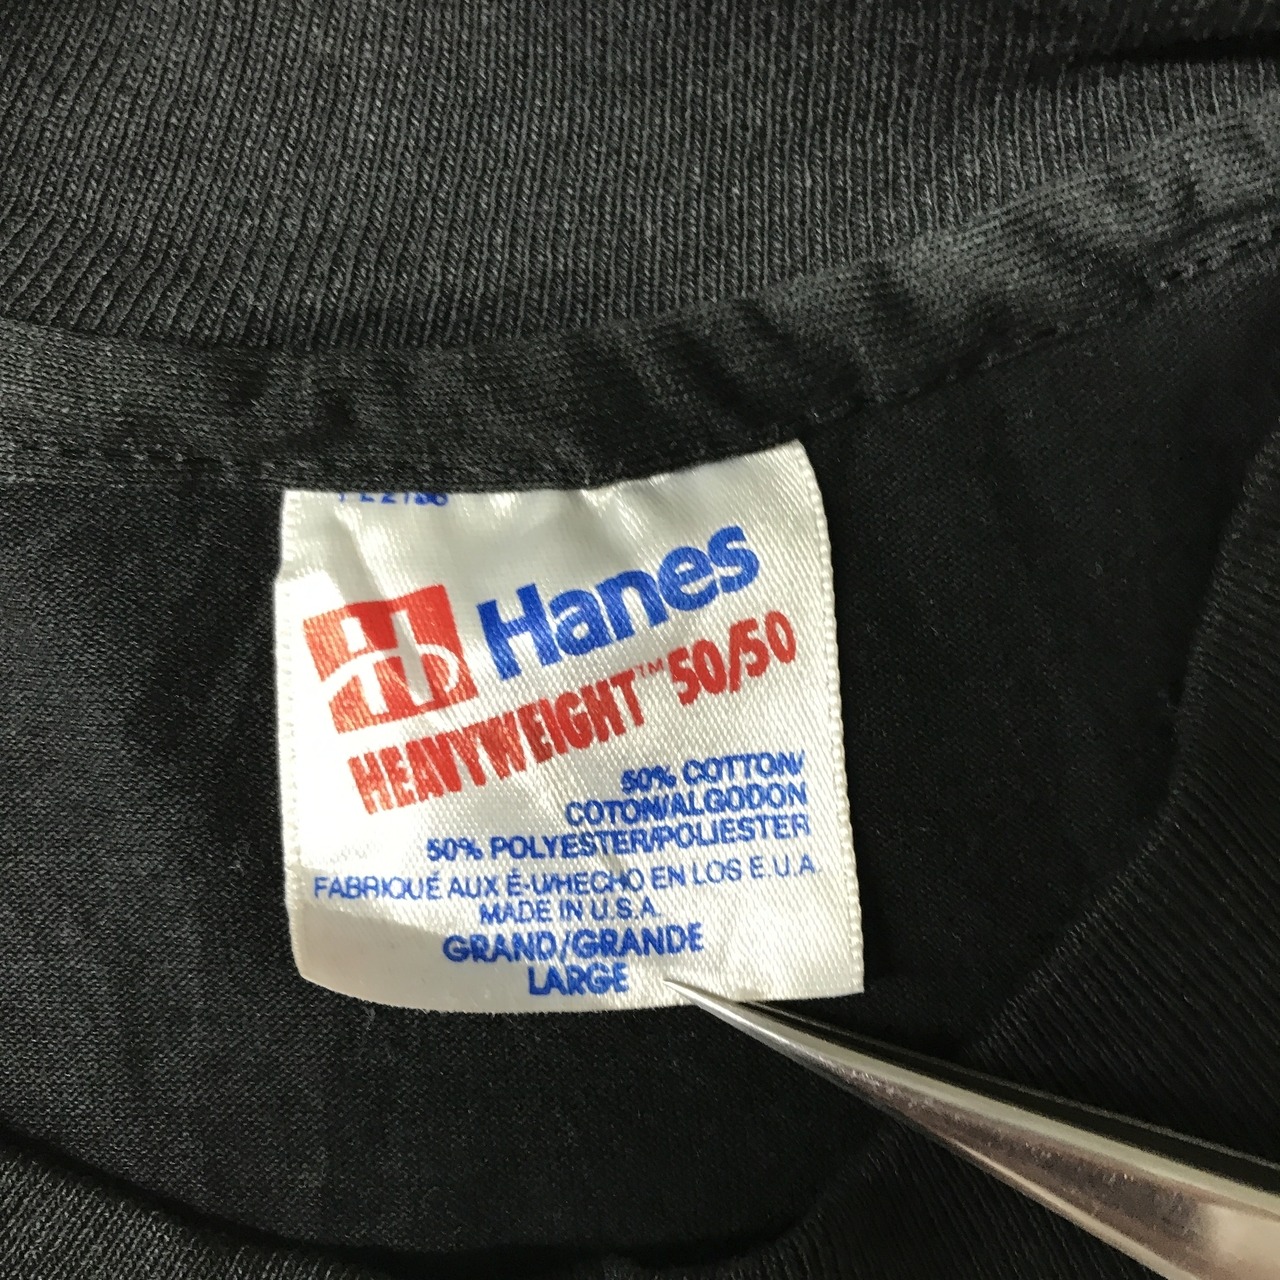 Hanes
HEAVYWEIGHT™ 50/50
50% COTTON/
COTON/ALGODON
50% POLYESTER/POLIESTER
FABRIQUÉ AUX É-U/HECHO EN LOS E.U.A.
MADE IN U.S.A.
GRAND/GRANDE
LARGE